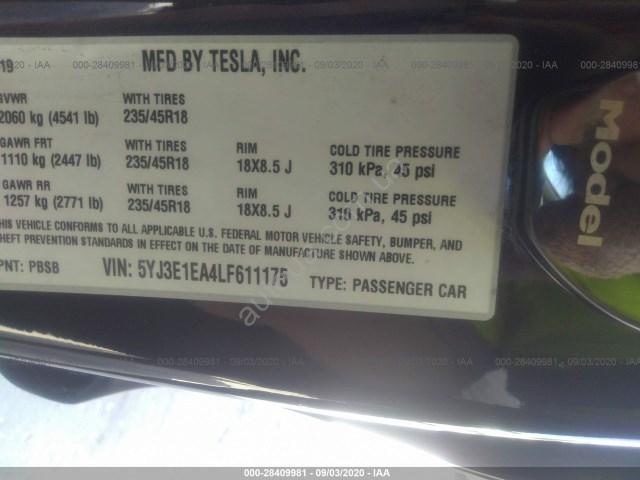 19
MFD BY TESLA, INC.
GVWR WITH TIRES
2060 kg (4541 lb) 235/45R18
GAWR FRT WITH TIRES RIM COLD TIRE PRESSURE
1110 kg (2447 lb) 235/45R18 18X8.5 J 310 kPa, 45 psi
GAWR RR WITH TIRES RIM COLD TIRE PRESSURE
1257 kg (2771 lb) 235/45R18 18X8.5 J 310 kPa, 45 psi
THIS VEHICLE CONFORMS TO ALL APPLICABLE U.S. FEDERAL MOTOR VEHICLE SAFETY, BUMPER, AND
THEFT PREVENTION STANDARDS IN EFFECT ON THE DATE OF MANUFACTURE SHOWN ABOVE.
PNT: PBSB VIN: 5YJ3E1EA4LF611175 TYPE: PASSENGER CAR
Model
000-28409981 - 09/03/2020 - IAA